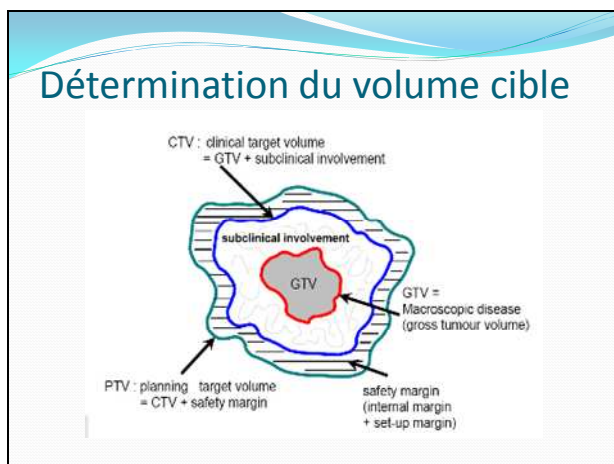 Détermination du volume cible
CTV : clinical target volume
= GTV + subclinical involvement
subclinical involvement
GTV
GTV =
Macroscopic disease
(gross tumour volume)
PTV : planning target volume
= CTV + safety margin
safety margin
(internal margin
+ set-up margin)